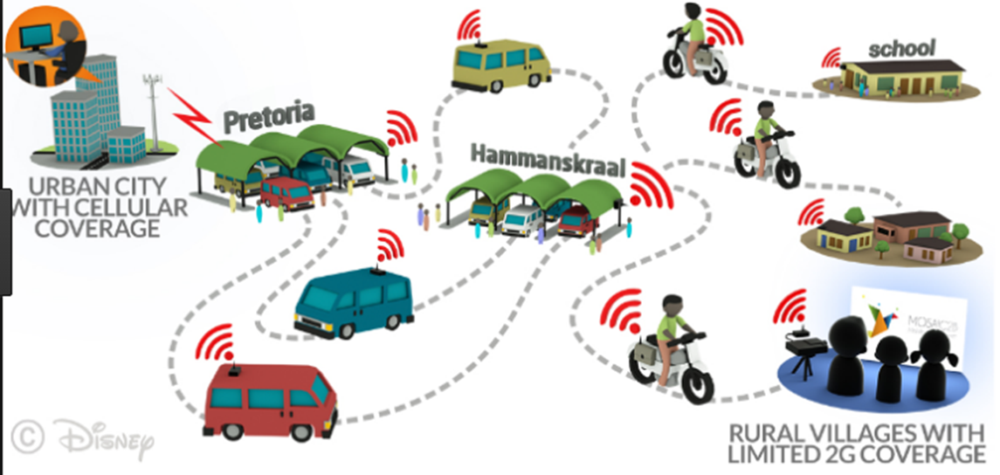 school
Pretoria
Hammanskraal
URBAN CITY
WITH CELLULAR
COVERAGE
© Disney
RURAL VILLAGES WITH
LIMITED 2G COVERAGE